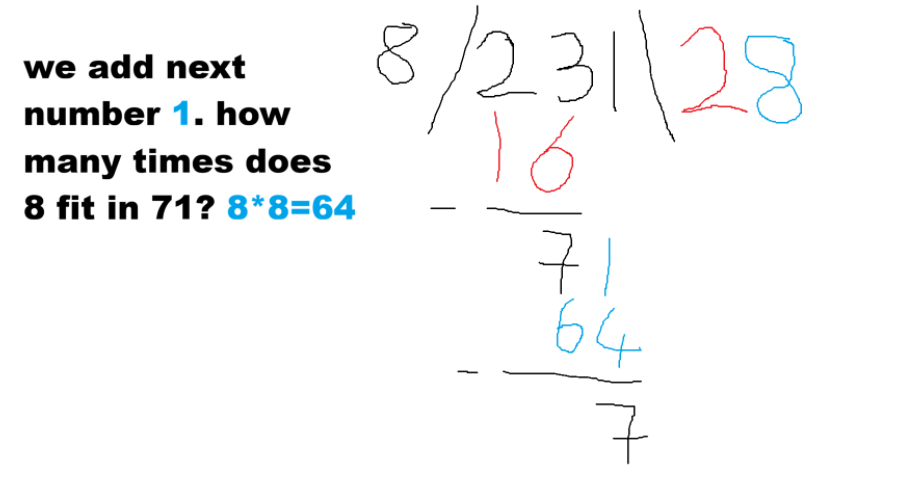 we add next
number 1. how
many times does
8 fit in 71? 8*8=64
8/231\28
16
-
71
64
-
7